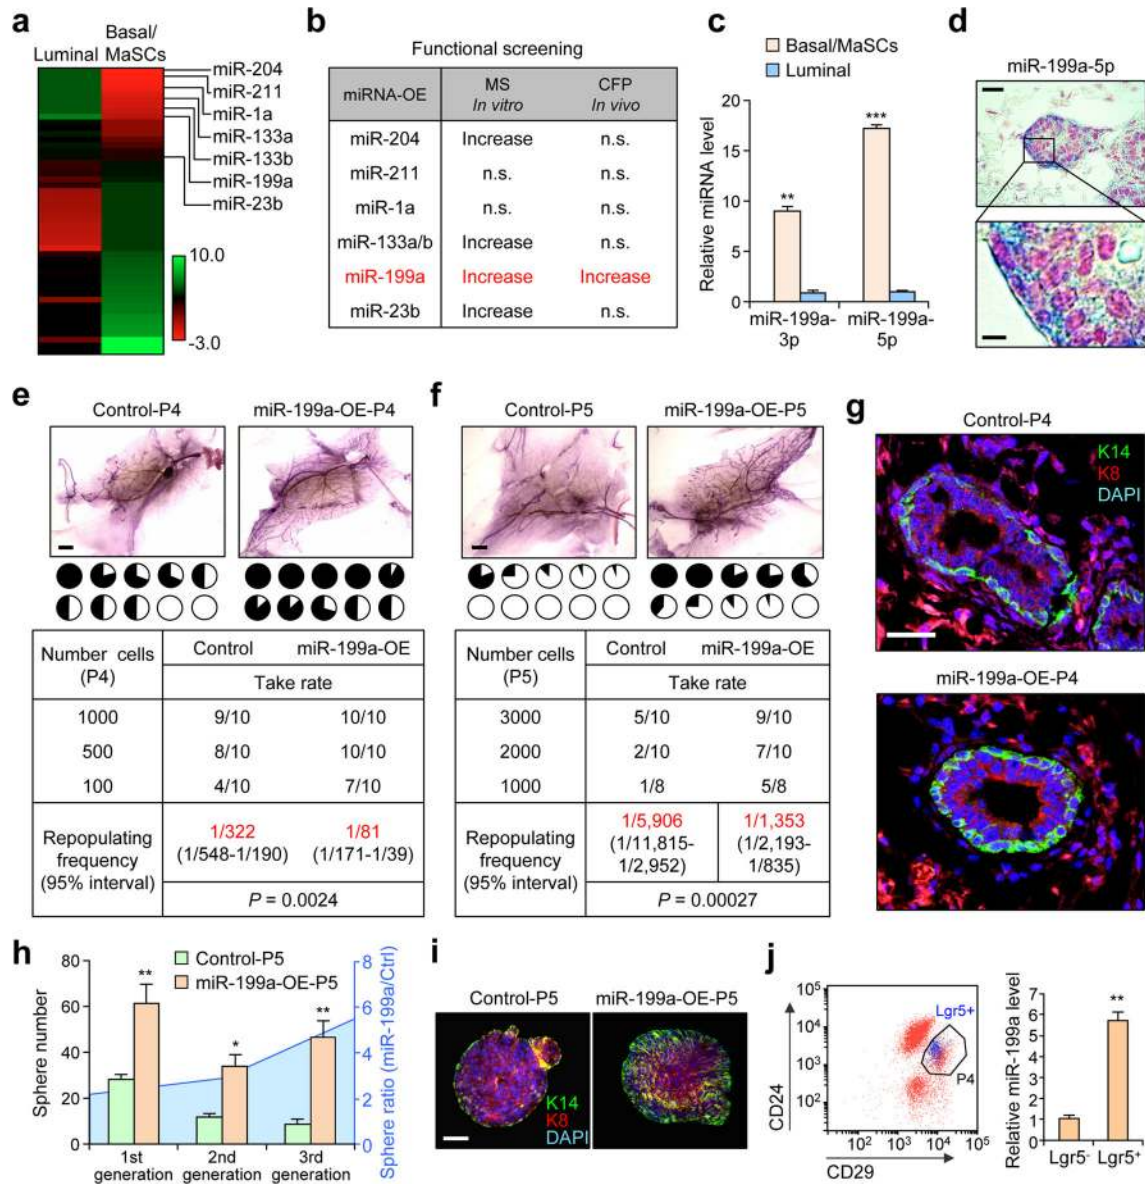 a
Luminal
Basal/
MaSCs
miR-204
miR-211
miR-1a
miR-133a
miR-133b
miR-199a
miR-23b
10.0
-3.0
b
Functional screening
miRNA-OE
MS
In vitro
CFP
In vivo
miR-204 Increase n.s.
miR-211 n.s. n.s.
miR-1a n.s. n.s.
miR-133a/b Increase n.s.
miR-199a Increase Increase
miR-23b Increase n.s.
c
Basal/MaSCs
Luminal
Relative miRNA level
20
15
10
5
0
**
***
miR-199a-
3p
miR-199a-
5p
d
miR-199a-5p
e
Control-P4
miR-199a-OE-P4
Number cells
(P4)
Control miR-199a-OE
Take rate
1000 9/10 10/10
500 8/10 10/10
100 4/10 7/10
Repopulating
frequency
(95% interval)
1/322
(1/548-1/190)
1/81
(1/171-1/39)
P = 0.0024
f
Control-P5
miR-199a-OE-P5
Number cells
(P5)
Control miR-199a-OE
Take rate
3000 5/10 9/10
2000 2/10 7/10
1000 1/8 5/8
Repopulating
frequency
(95% interval)
1/5,906
(1/11,815-
1/2,952)
1/1,353
(1/2,193-
1/835)
P = 0.00027
g
Control-P4
K14
K8
DAPI
miR-199a-OE-P4
h
Control-P5
miR-199a-OE-P5
Sphere number
80
60
40
20
0
**
*
**
8
6
4
2
0
Sphere ratio (miR-199a/Ctrl)
1st
generation
2nd
generation
3rd
generation
i
Control-P5
miR-199a-OE-P5
K14
K8
DAPI
j
CD24
10⁵
10⁴
10³
10²
Lgr5+
P4
10² 10³ 10⁴ 10⁵
CD29
Relative miR-199a level
7
6
5
4
3
2
1
0
**
Lgr5⁻ Lgr5⁺